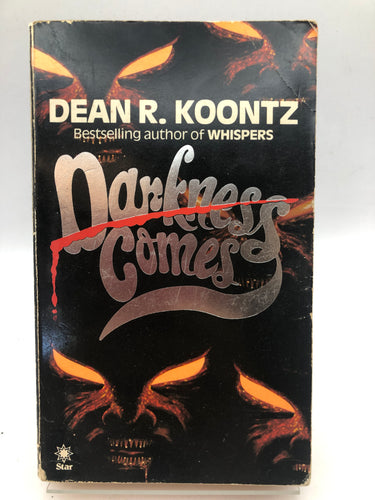 DEAN R. KOONTZ
Bestselling author of WHISPERS
Darkness
Comes
Star